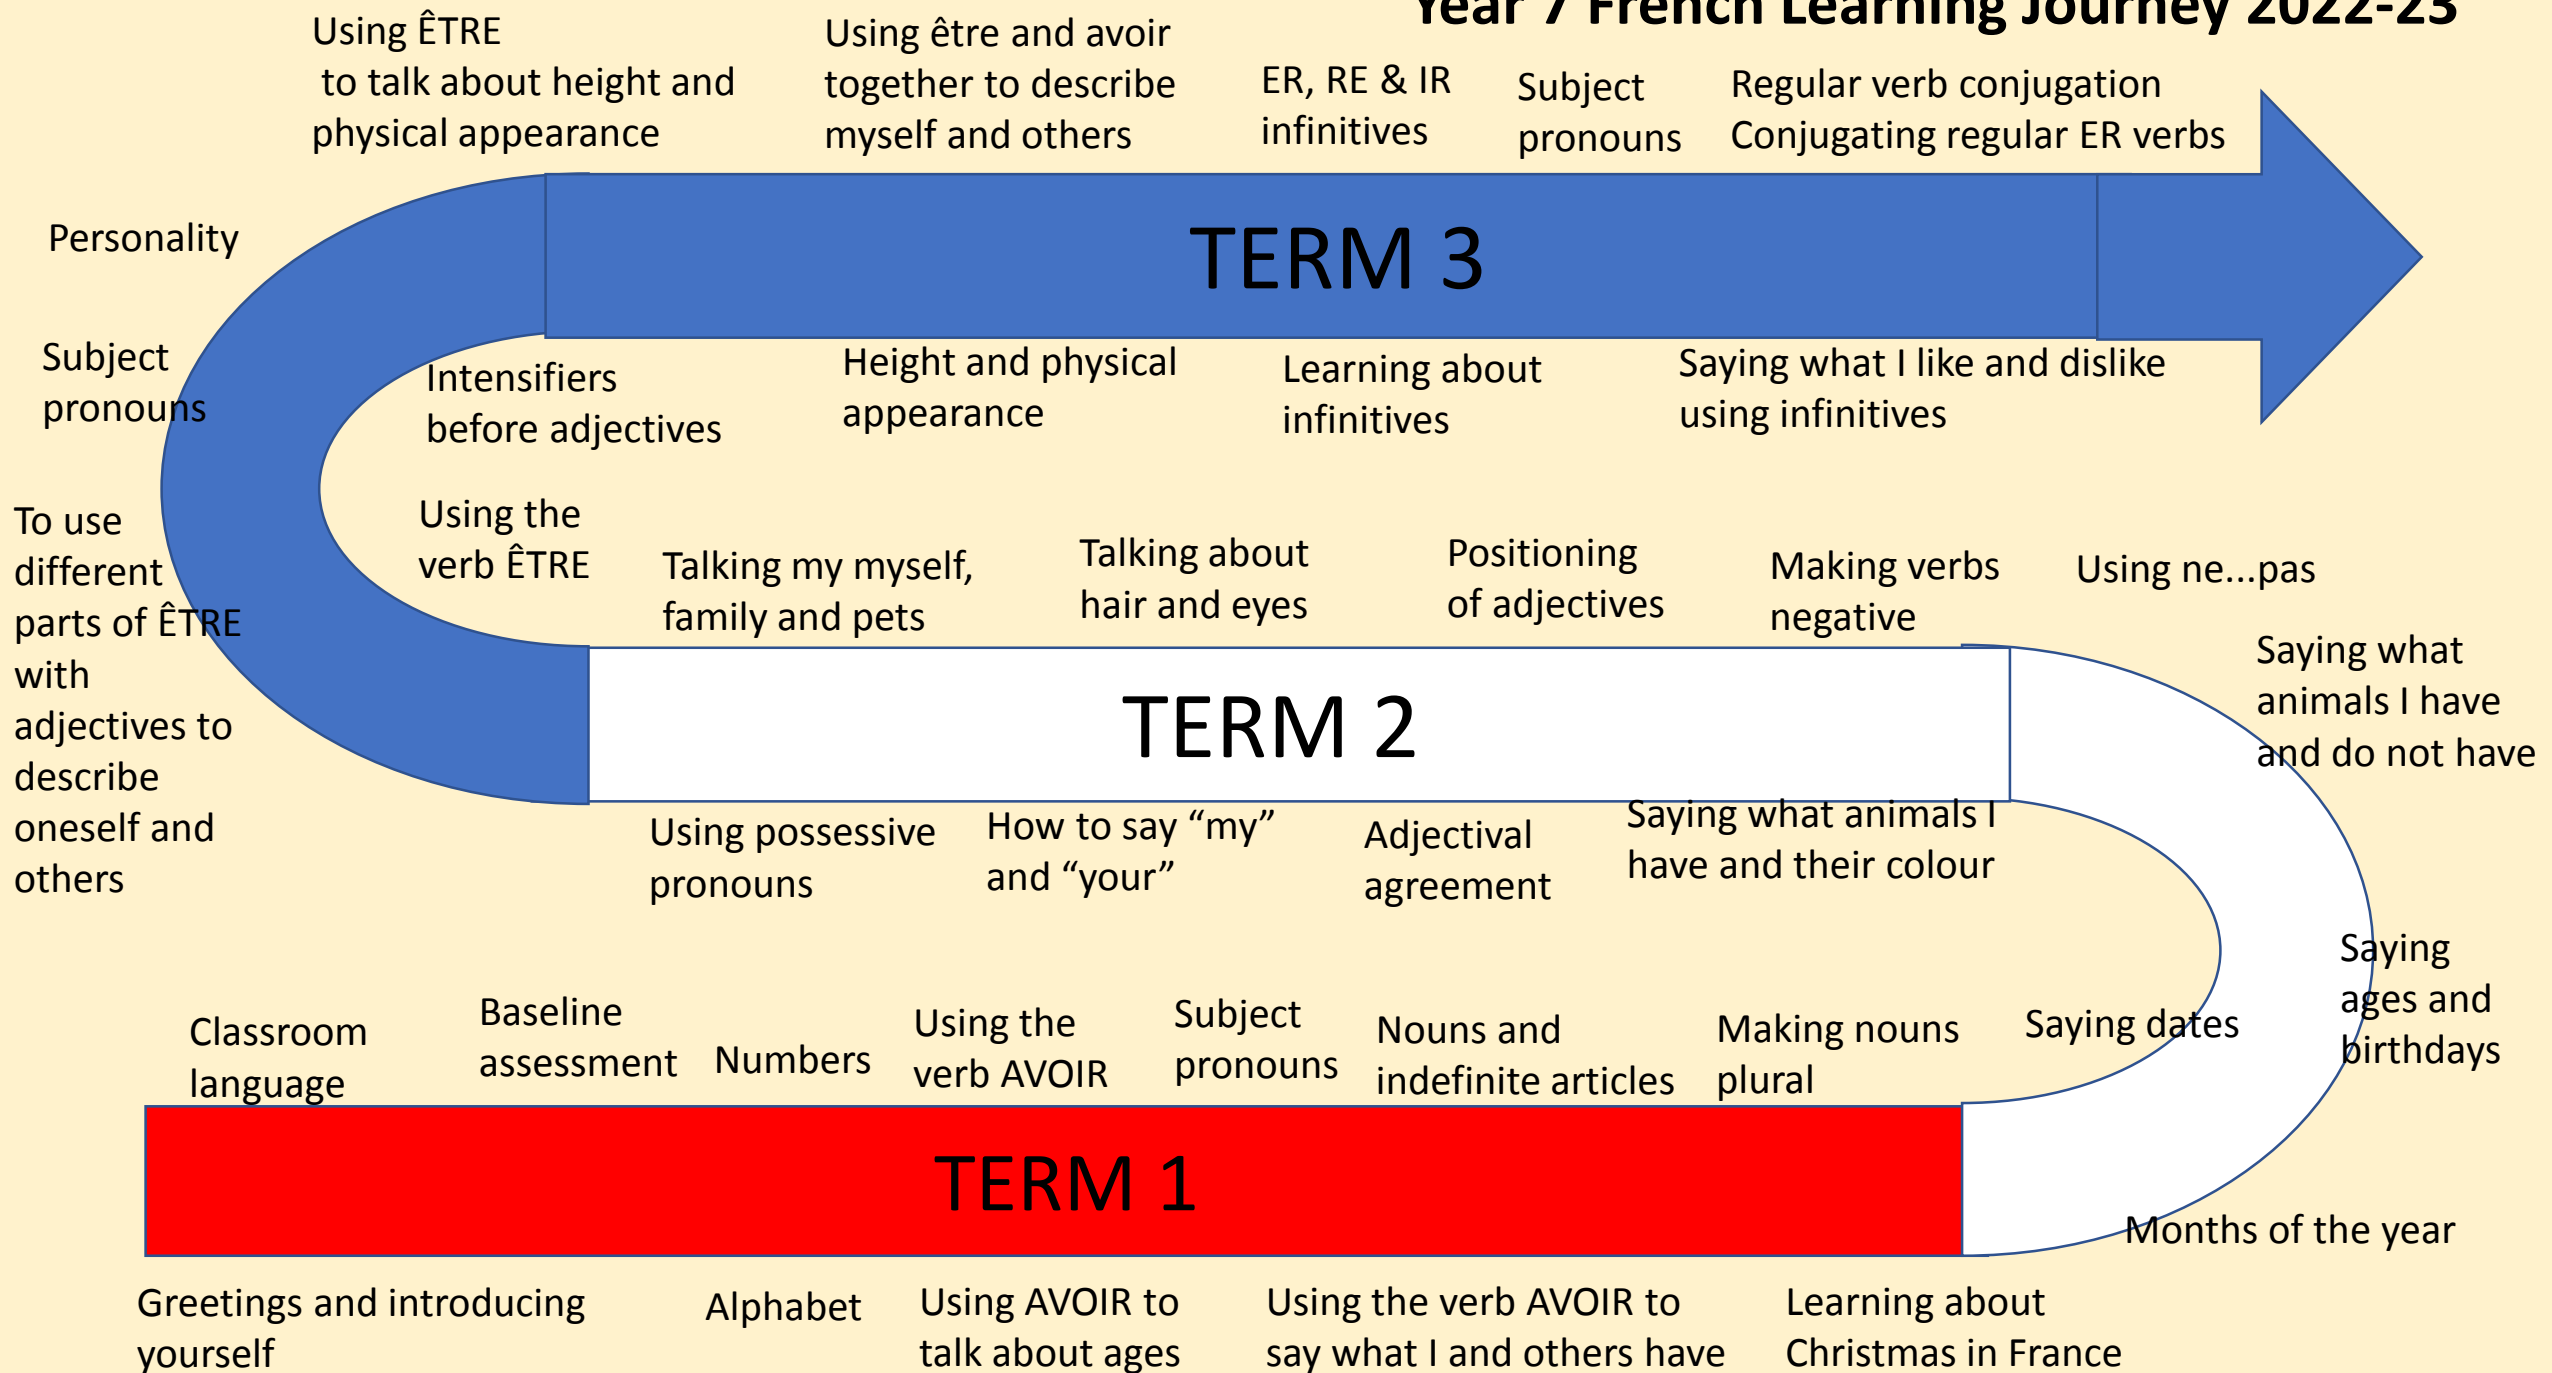 Year 7 French Learning Journey 2022-23
Using ÊTRE
to talk about height and
physical appearance
Using être and avoir
together to describe
myself and others
ER, RE & IR
infinitives
Subject
pronouns
Regular verb conjugation
Conjugating regular ER verbs
Personality
TERM 3
Subject
pronouns
Intensifiers
before adjectives
Height and physical
appearance
Learning about
infinitives
Saying what I like and dislike
using infinitives
To use
different
parts of ÊTRE
with
adjectives to
describe
oneself and
others
Using the
verb ÊTRE
Talking my myself,
family and pets
Talking about
hair and eyes
Positioning
of adjectives
Making verbs
negative
Using ne...pas
Saying what
animals I have
and do not have
TERM 2
Using possessive
pronouns
How to say “my”
and “your”
Adjectival
agreement
Saying what animals I
have and their colour
Saying
ages and
birthdays
Classroom
language
Baseline
assessment
Numbers
Using the
verb AVOIR
Subject
pronouns
Nouns and
indefinite articles
Making nouns
plural
Saying dates
TERM 1
Months of the year
Greetings and introducing
yourself
Alphabet
Using AVOIR to
talk about ages
Using the verb AVOIR to
say what I and others have
Learning about
Christmas in France